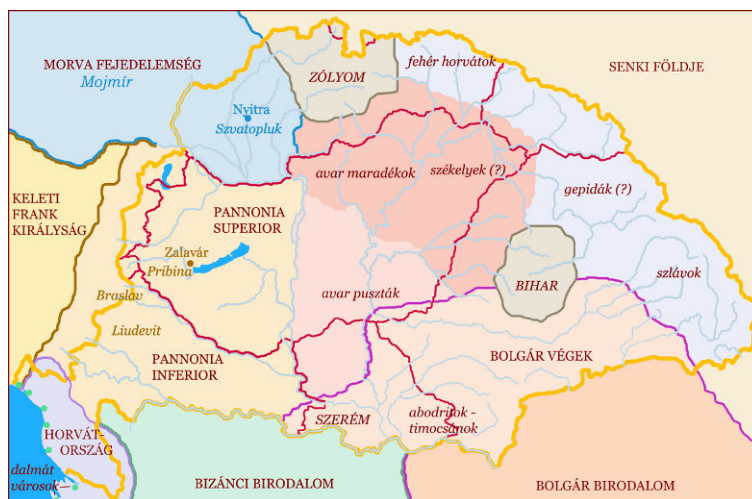 MORVA FEJEDELEMSÉG
Mojmír
ZÓLYOM
fehér horvátok
SENKI FÖLDJE
Nyitra
Szvatopluk
avar maradékok
székelyek (?)
gepidák (?)
KELETI
FRANK
KIRÁLYSÁG
PANNONIA
SUPERIOR
Zalavár
Pribina
Braslav
Liudevit
avar puszták
BIHAR
szlávok
PANNONIA
INFERIOR
BOLGÁR VÉGEK
SZERÉM
abodritok -
timocsánok
HORVÁT-
ORSZÁG
dalmát
városok
BIZÁNCI BIRODALOM
BOLGÁR BIRODALOM